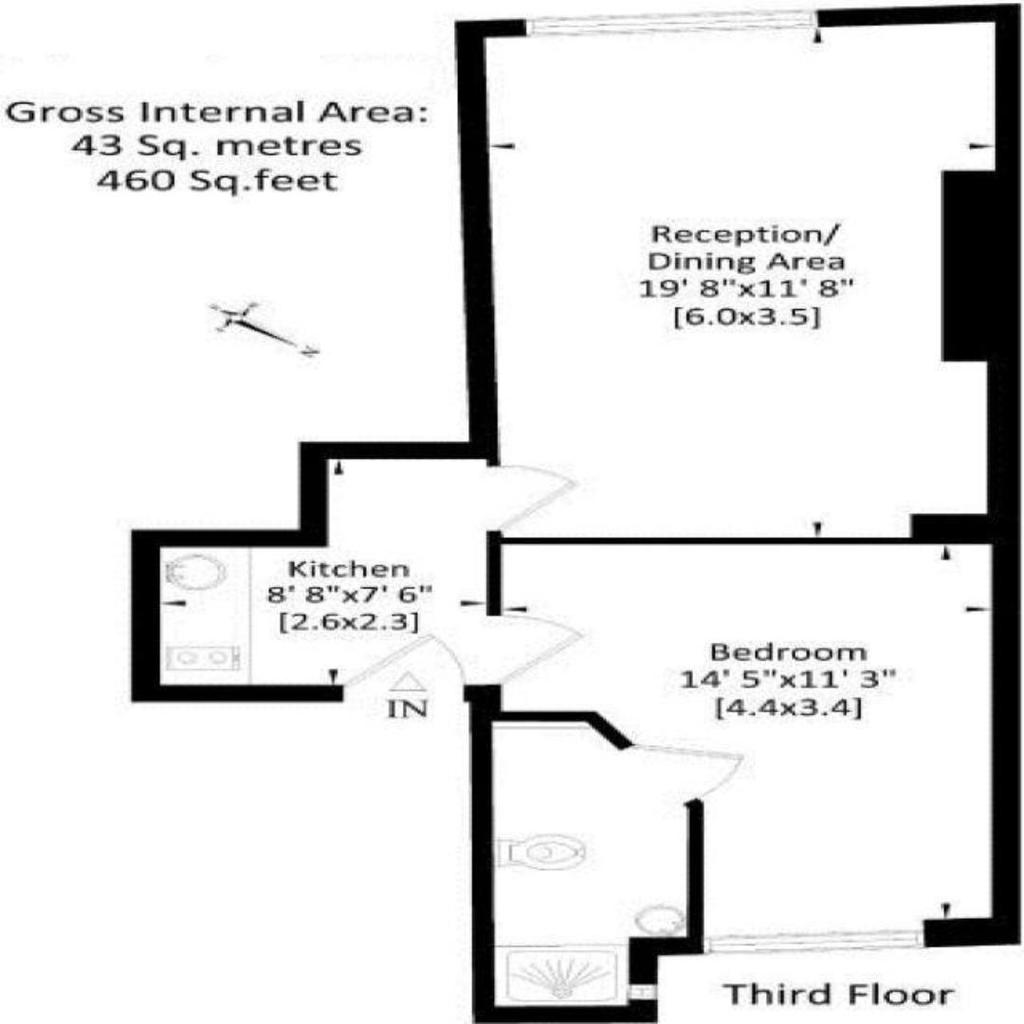 Gross Internal Area:
43 Sq. metres
460 Sq.feet
Reception/
Dining Area
19' 8"x11' 8"
[6.0x3.5]
N
Kitchen
8' 8"x7' 6"
[2.6x2.3]
IN
Bedroom
14' 5"x11' 3"
[4.4x3.4]
Third Floor